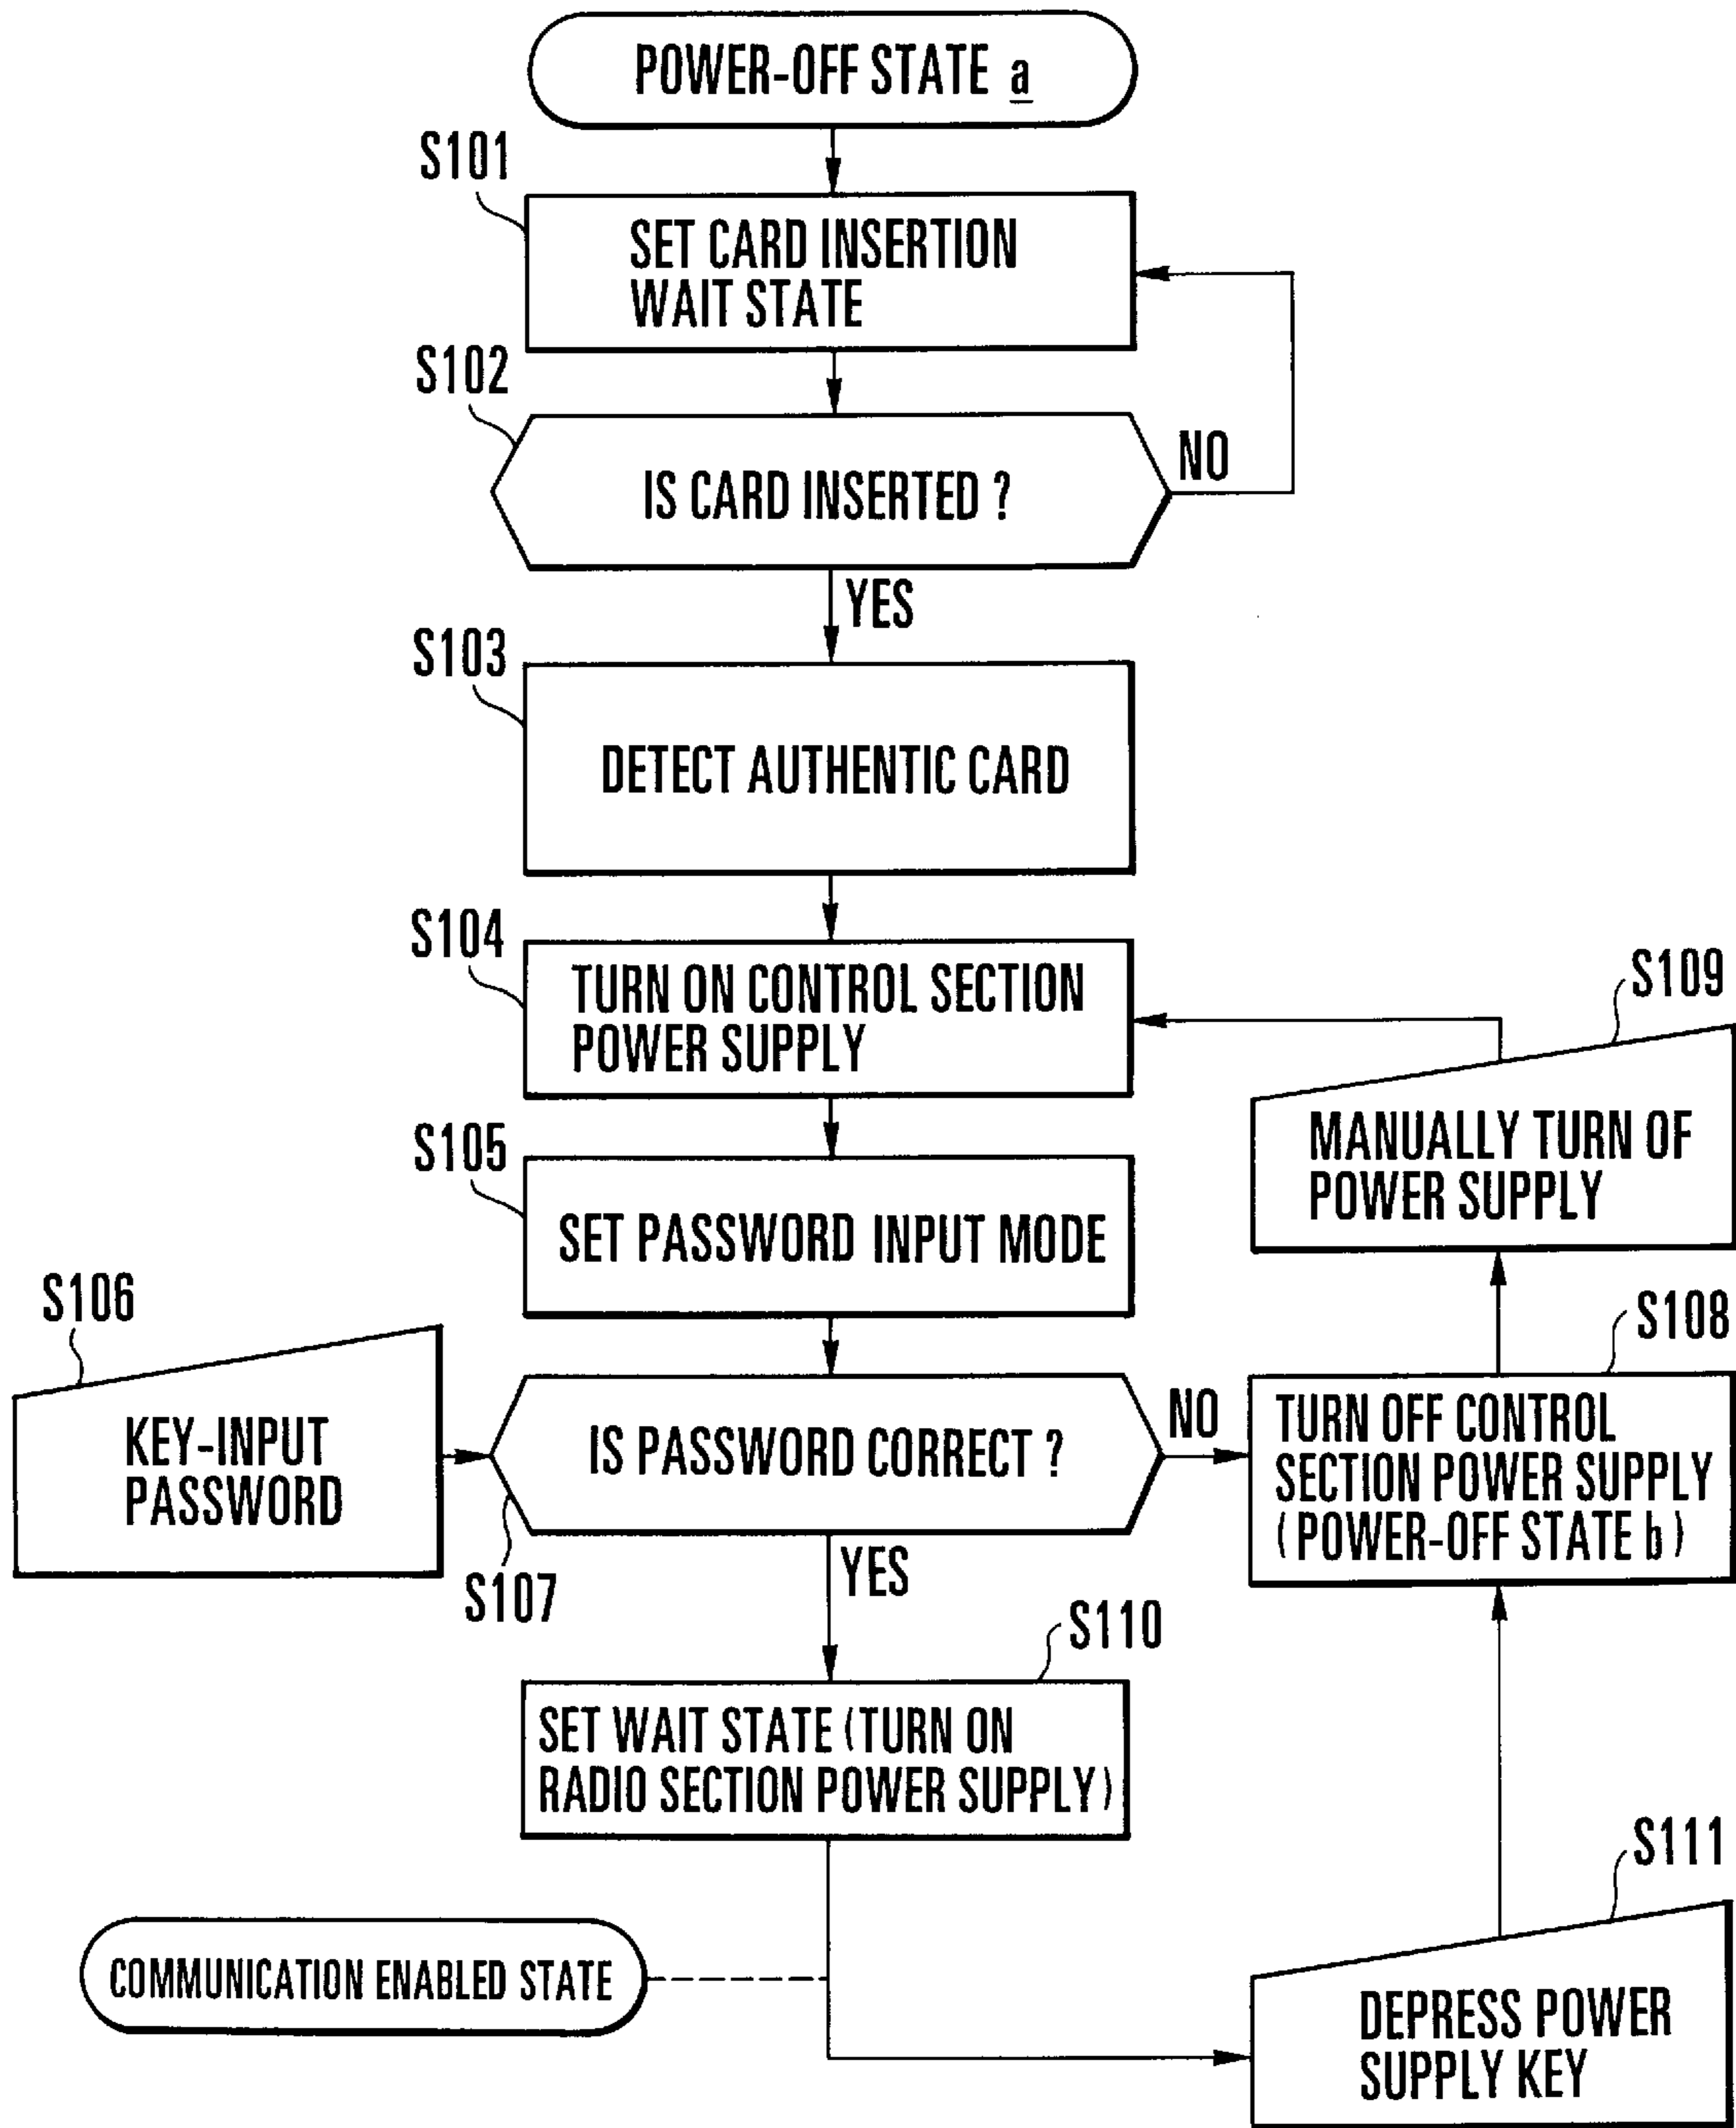 POWER-OFF STATE a
S101
SET CARD INSERTION
WAIT STATE
S102
IS CARD INSERTED ?
NO
YES
S103
DETECT AUTHENTIC CARD
S104
TURN ON CONTROL SECTION
POWER SUPPLY
S109
MANUALLY TURN OF
POWER SUPPLY
S105
SET PASSWORD INPUT MODE
S106
KEY-INPUT
PASSWORD
IS PASSWORD CORRECT ?
S107
NO
YES
S108
TURN OFF CONTROL
SECTION POWER SUPPLY
(POWER-OFF STATE b)
S110
SET WAIT STATE (TURN ON
RADIO SECTION POWER SUPPLY)
COMMUNICATION ENABLED STATE
S111
DEPRESS POWER
SUPPLY KEY